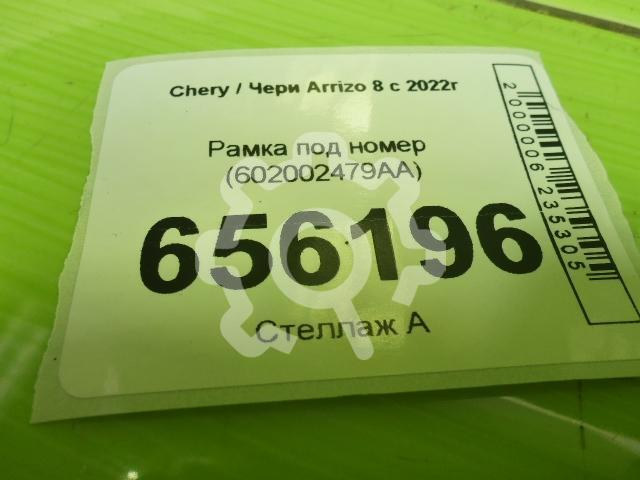 Chery / Чери Arrizo 8 с 2022г
Рамка под номер
(602002479AA)
656196
Стеллаж А
2000006235305